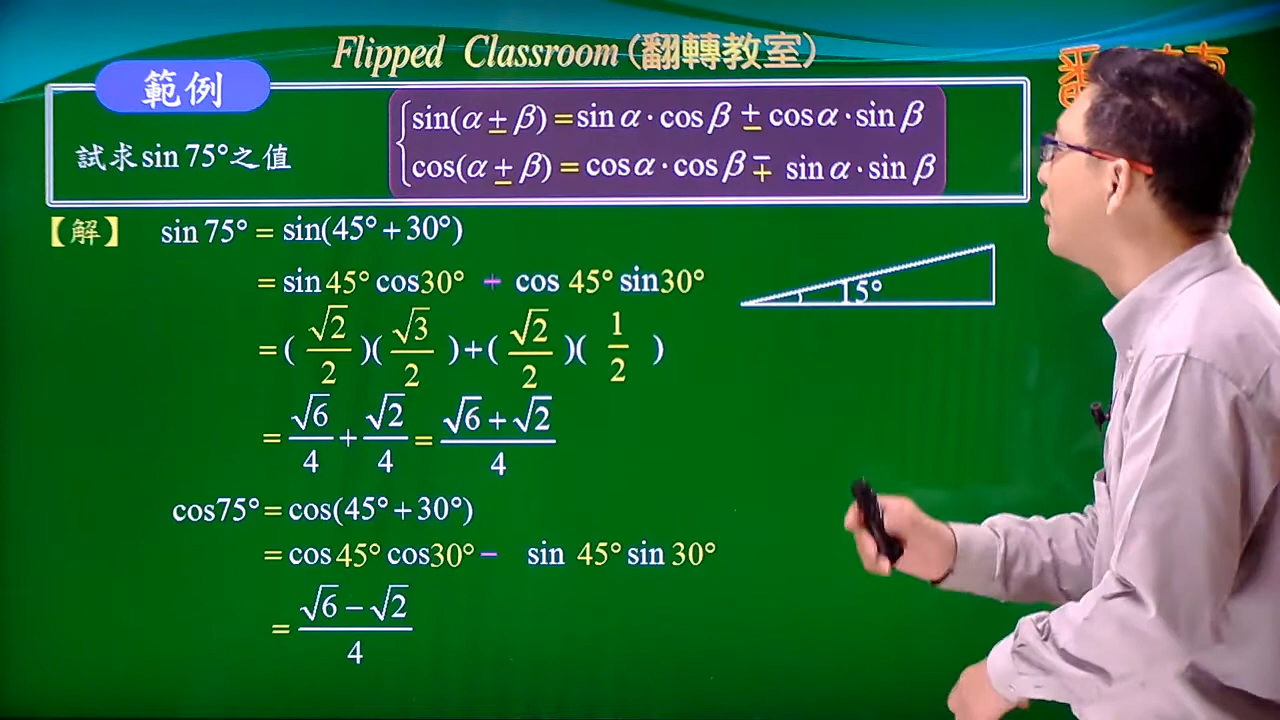 Flipped Classroom(翻轉教室)
範例
試求sin 75°之值
sin(α ± β) = sin α · cos β ± cos α · sin β
cos(α ± β) = cos α · cos β ∓ sin α · sin β
【解】 sin 75° = sin(45° + 30°)
= sin 45° cos30° + cos 45° sin30°
= (√2/2)(√3/2) + (√2/2)(1/2)
= √6/4 + √2/4 = (√6 + √2)/4
15°
cos75° = cos(45° + 30°)
= cos 45° cos30° − sin 45° sin 30°
= (√6 − √2)/4